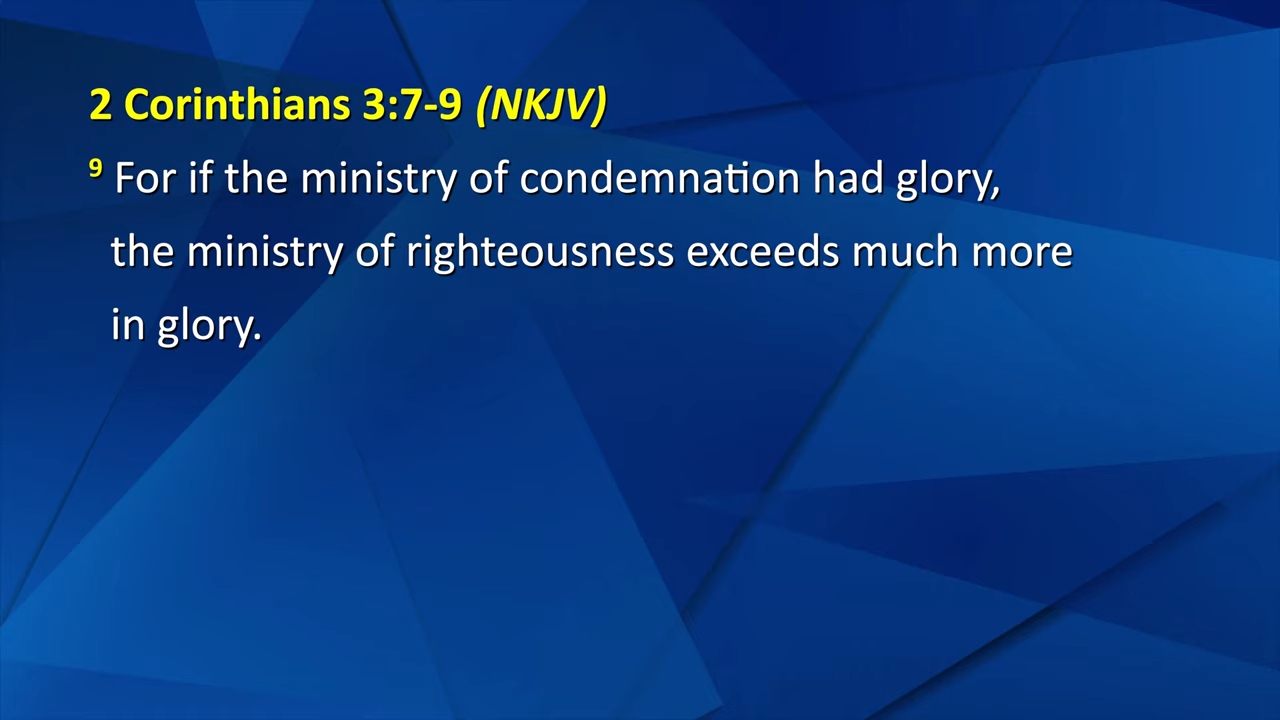 2 Corinthians 3:7-9 (NKJV)
9 For if the ministry of condemnation had glory,
the ministry of righteousness exceeds much more
in glory.